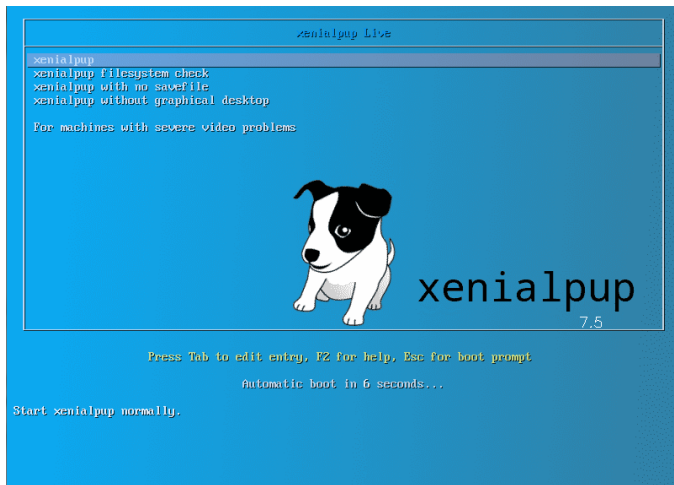 xenialpup Live
xenialpup
xenialpup filesystem check
xenialpup with no savefile
xenialpup without graphical desktop
For machines with severe video problems
xenialpup
7.5
Press Tab to edit entry, F2 for help, Esc for boot prompt
Automatic boot in 6 seconds...
Start xenialpup normally.